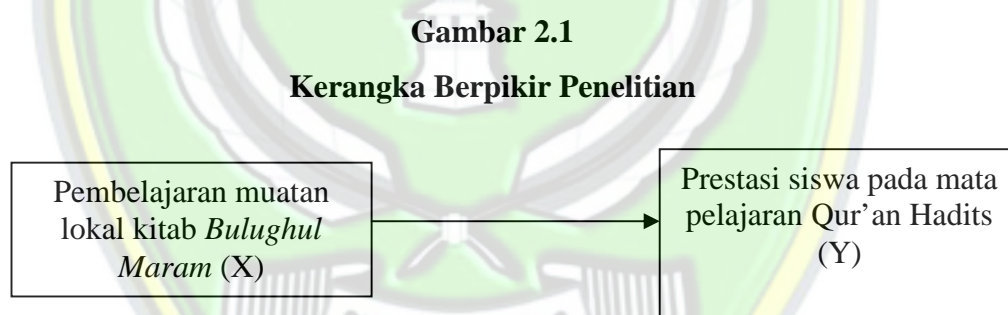 Gambar 2.1
Kerangka Berpikir Penelitian
Pembelajaran muatan
lokal kitab Bulughul
Maram (X)
Prestasi siswa pada mata
pelajaran Qur’an Hadits
(Y)